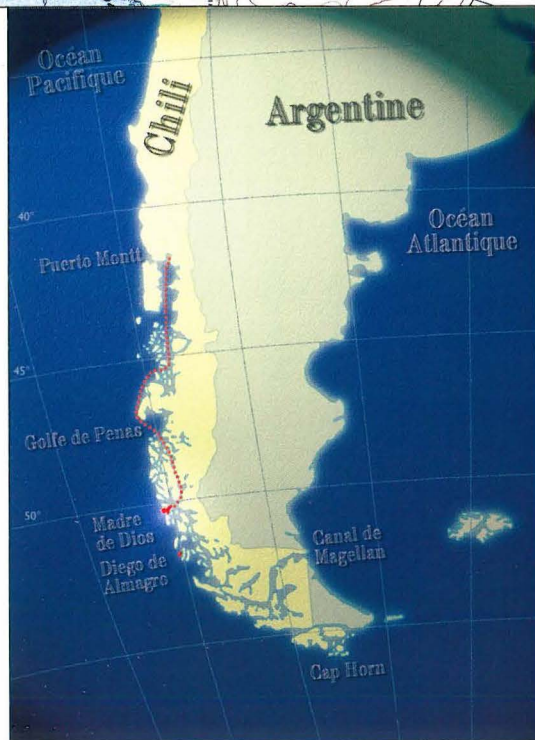 Océan
Pacifique
Chili
Argentine
40°
Océan
Atlantique
Puerto Montt
45°
Golfe de Penas
50°
Madre
de Dios
Diego de
Almagro
Canal de
Magellan
Cap Horn